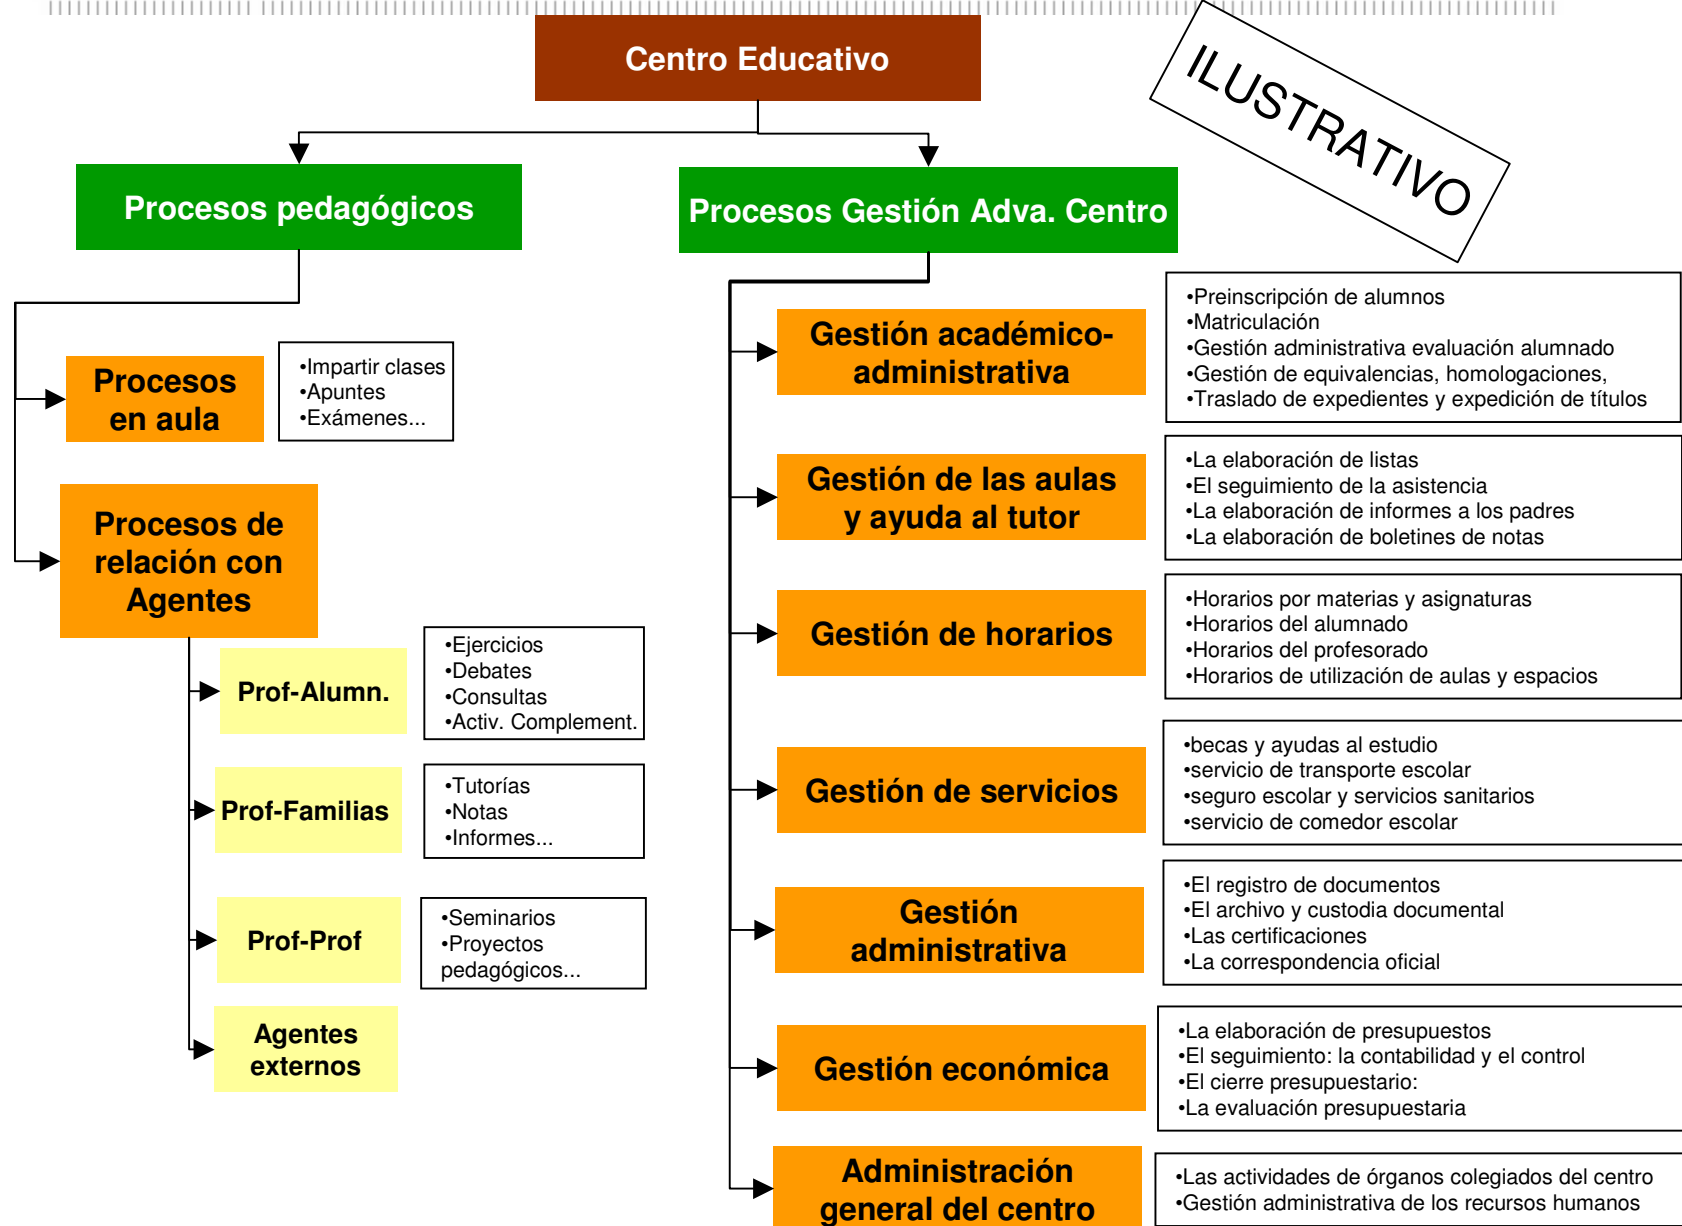 Centro Educativo
ILUSTRATIVO
Procesos pedagógicos
Procesos en aula
•Impartir clases
•Apuntes
•Exámenes...
Procesos de
relación con
Agentes
Prof-Alumn.
•Ejercicios
•Debates
•Consultas
•Activ. Complement.
Prof-Familias
•Tutorías
•Notas
•Informes...
Prof-Prof
•Seminarios
•Proyectos
pedagógicos...
Agentes
externos
Procesos Gestión Adva. Centro
Gestión académico-
administrativa
•Preinscripción de alumnos
•Matriculación
•Gestión administrativa evaluación alumnado
•Gestión de equivalencias, homologaciones,
•Traslado de expedientes y expedición de títulos
Gestión de las aulas
y ayuda al tutor
•La elaboración de listas
•El seguimiento de la asistencia
•La elaboración de informes a los padres
•La elaboración de boletines de notas
Gestión de horarios
•Horarios por materias y asignaturas
•Horarios del alumnado
•Horarios del profesorado
•Horarios de utilización de aulas y espacios
Gestión de servicios
•becas y ayudas al estudio
•servicio de transporte escolar
•seguro escolar y servicios sanitarios
•servicio de comedor escolar
Gestión
administrativa
•El registro de documentos
•El archivo y custodia documental
•Las certificaciones
•La correspondencia oficial
Gestión económica
•La elaboración de presupuestos
•El seguimiento: la contabilidad y el control
•El cierre presupuestario:
•La evaluación presupuestaria
Administración
general del centro
•Las actividades de órganos colegiados del centro
•Gestión administrativa de los recursos humanos